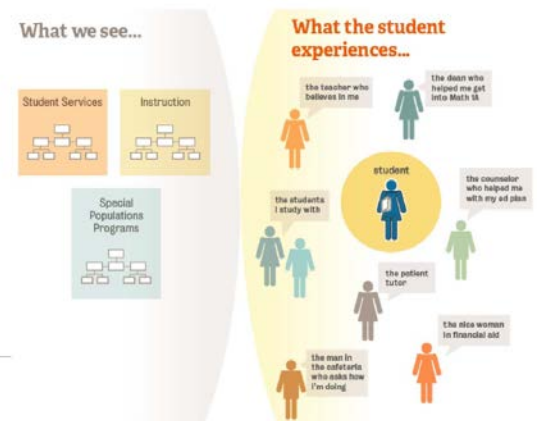 What we see...
Student Services
Instruction
Special
Populations
Programs
What the student
experiences...
the teacher who
believes in me
the dean who
helped me get
into Math 1A
student
the counselor
who helped me
with my ed plan
the students
I study with
the patient
tutor
the nice woman
in financial aid
the man in
the cafeteria
who asks how
I'm doing